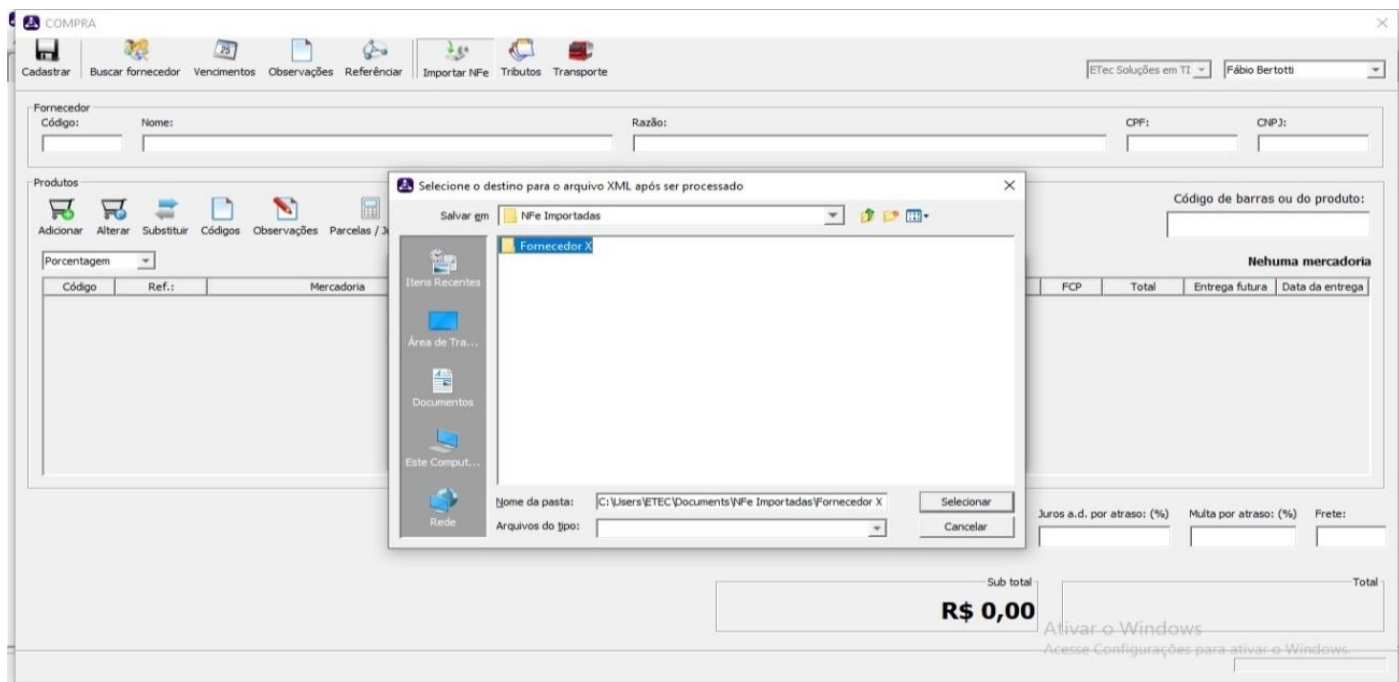 COMPRA
Cadastrar Buscar fornecedor Vencimentos Observações Referênciar Importar NFe Tributos Transporte
ETec Soluções em TI Fábio Bertotti
Fornecedor
Código: Nome: Razão: CPF: CNPJ:
Produtos
Adicionar Alterar Substituir Códigos Observações Parcelas /
Código de barras ou do produto:
Porcentagem
Nehuma mercadoria
Código Ref.: Mercadoria FCP Total Entrega futura Data da entrega
Selecione o destino para o arquivo XML após ser processado
Salvar em NFe Importadas
Fornecedor X
Itens Recentes
Área de Tra...
Documentos
Este Comput...
Rede
Nome da pasta: C:\Users\ETEC\Documents\NFe Importadas\Fornecedor X Selecionar
Arquivos do tipo: Cancelar
Juros a.d. por atraso: (%) Multa por atraso: (%) Frete:
Sub total
R$ 0,00
Total
Ativar o Windows
Acesse Configurações para ativar o Windows.